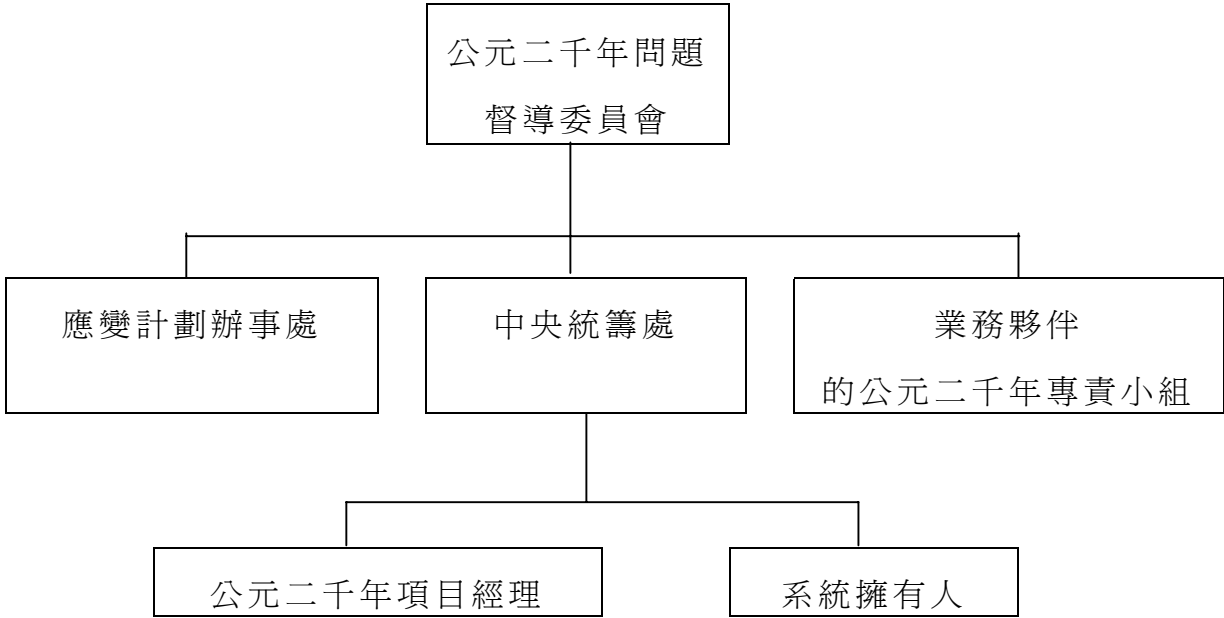 公元二千年問題
督導委員會
應變計劃辦事處
中央統籌處
業務夥伴
的公元二千年專責小組
公元二千年項目經理
系統擁有人